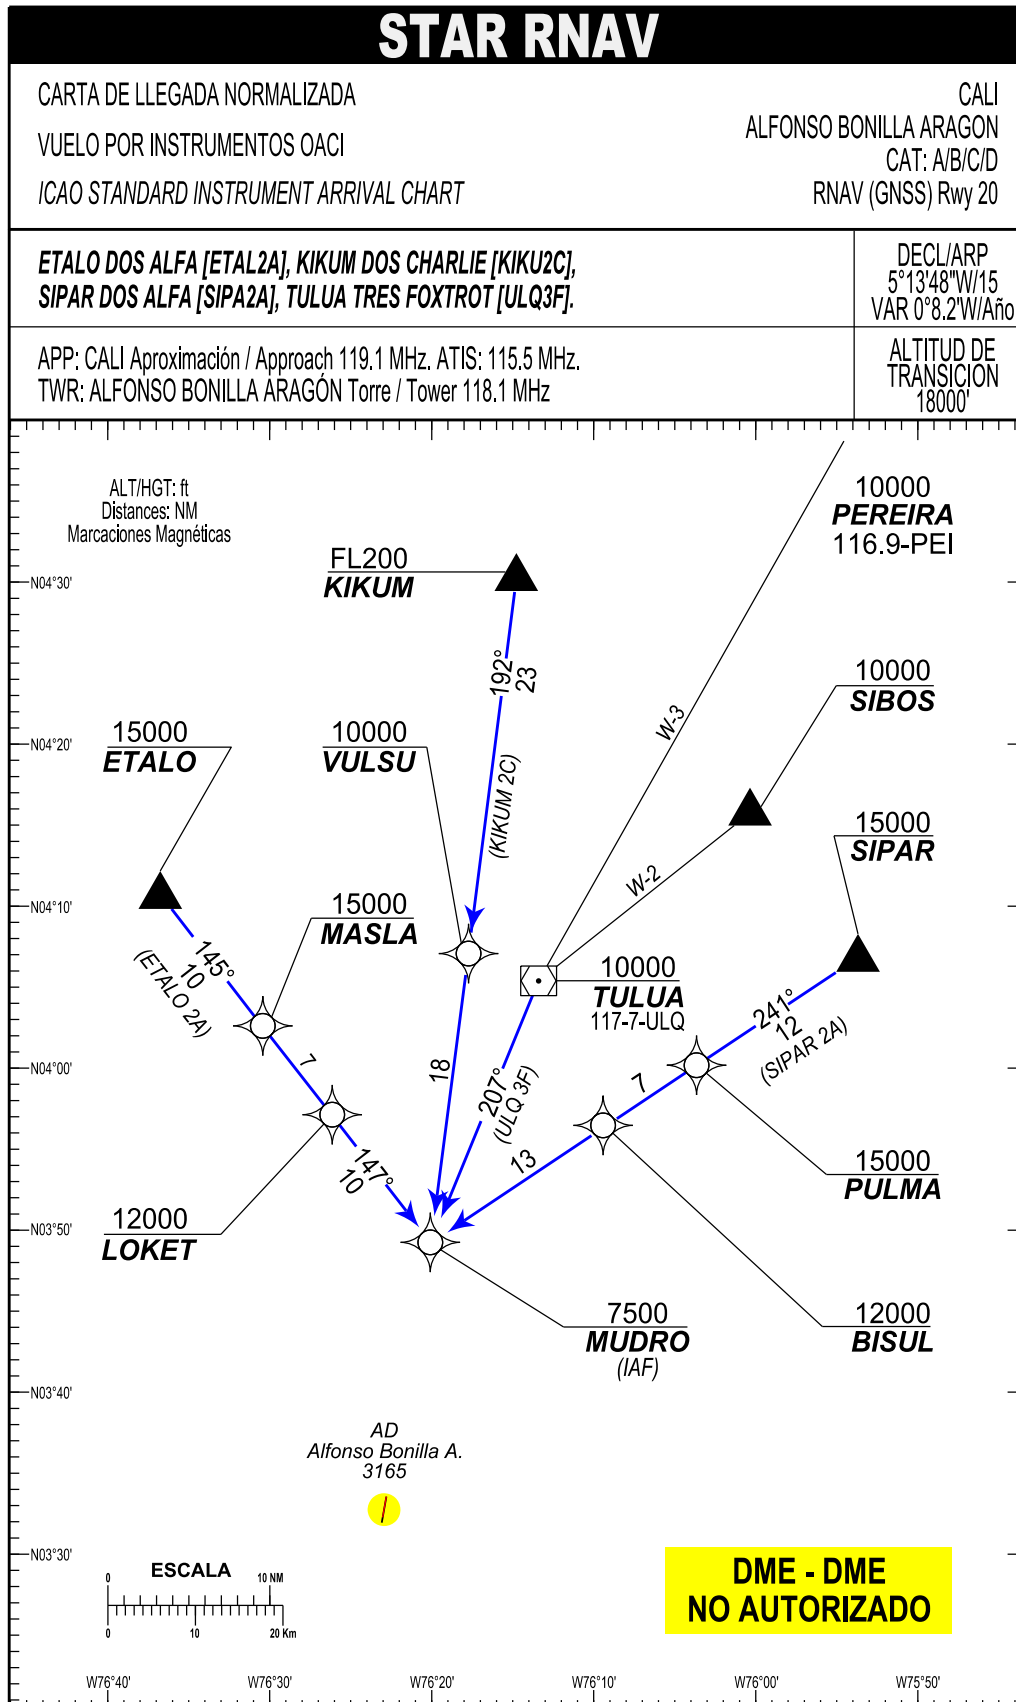 STAR RNAV
CARTA DE LLEGADA NORMALIZADA
VUELO POR INSTRUMENTOS OACI
ICAO STANDARD INSTRUMENT ARRIVAL CHART
CALI
ALFONSO BONILLA ARAGON
CAT: A/B/C/D
RNAV (GNSS) Rwy 20
ETALO DOS ALFA [ETAL2A], KIKUM DOS CHARLIE [KIKU2C],
SIPAR DOS ALFA [SIPA2A], TULUA TRES FOXTROT [ULQ3F].
DECL/ARP
5°13'48"W/15
VAR 0°8.2'W/Año
APP: CALI Aproximación / Approach 119.1 MHz. ATIS: 115.5 MHz.
TWR: ALFONSO BONILLA ARAGÓN Torre / Tower 118.1 MHz
ALTITUD DE
TRANSICION
18000'
ALT/HGT: ft
Distances: NM
Marcaciones Magnéticas
10000
PEREIRA
116.9-PEI
FL200
KIKUM
N04°30'
192°
23
10000
SIBOS
W-3
15000
ETALO
10000
VULSU
N04°20'
(KIKUM 2C)
15000
SIPAR
W-2
15000
MASLA
N04°10'
145°
10
(ETALO 2A)
10000
TULUA
117-7-ULQ
241°
12
(SIPAR 2A)
N04°00'
7
18
207°
(ULQ 3F)
7
147°
10
13
15000
PULMA
12000
LOKET
N03°50'
7500
MUDRO
(IAF)
12000
BISUL
N03°40'
AD
Alfonso Bonilla A.
3165
N03°30'
ESCALA
0
10 NM
0
10
20 Km
DME - DME
NO AUTORIZADO
W76°40'
W76°30'
W76°20'
W76°10'
W76°00'
W75°50'